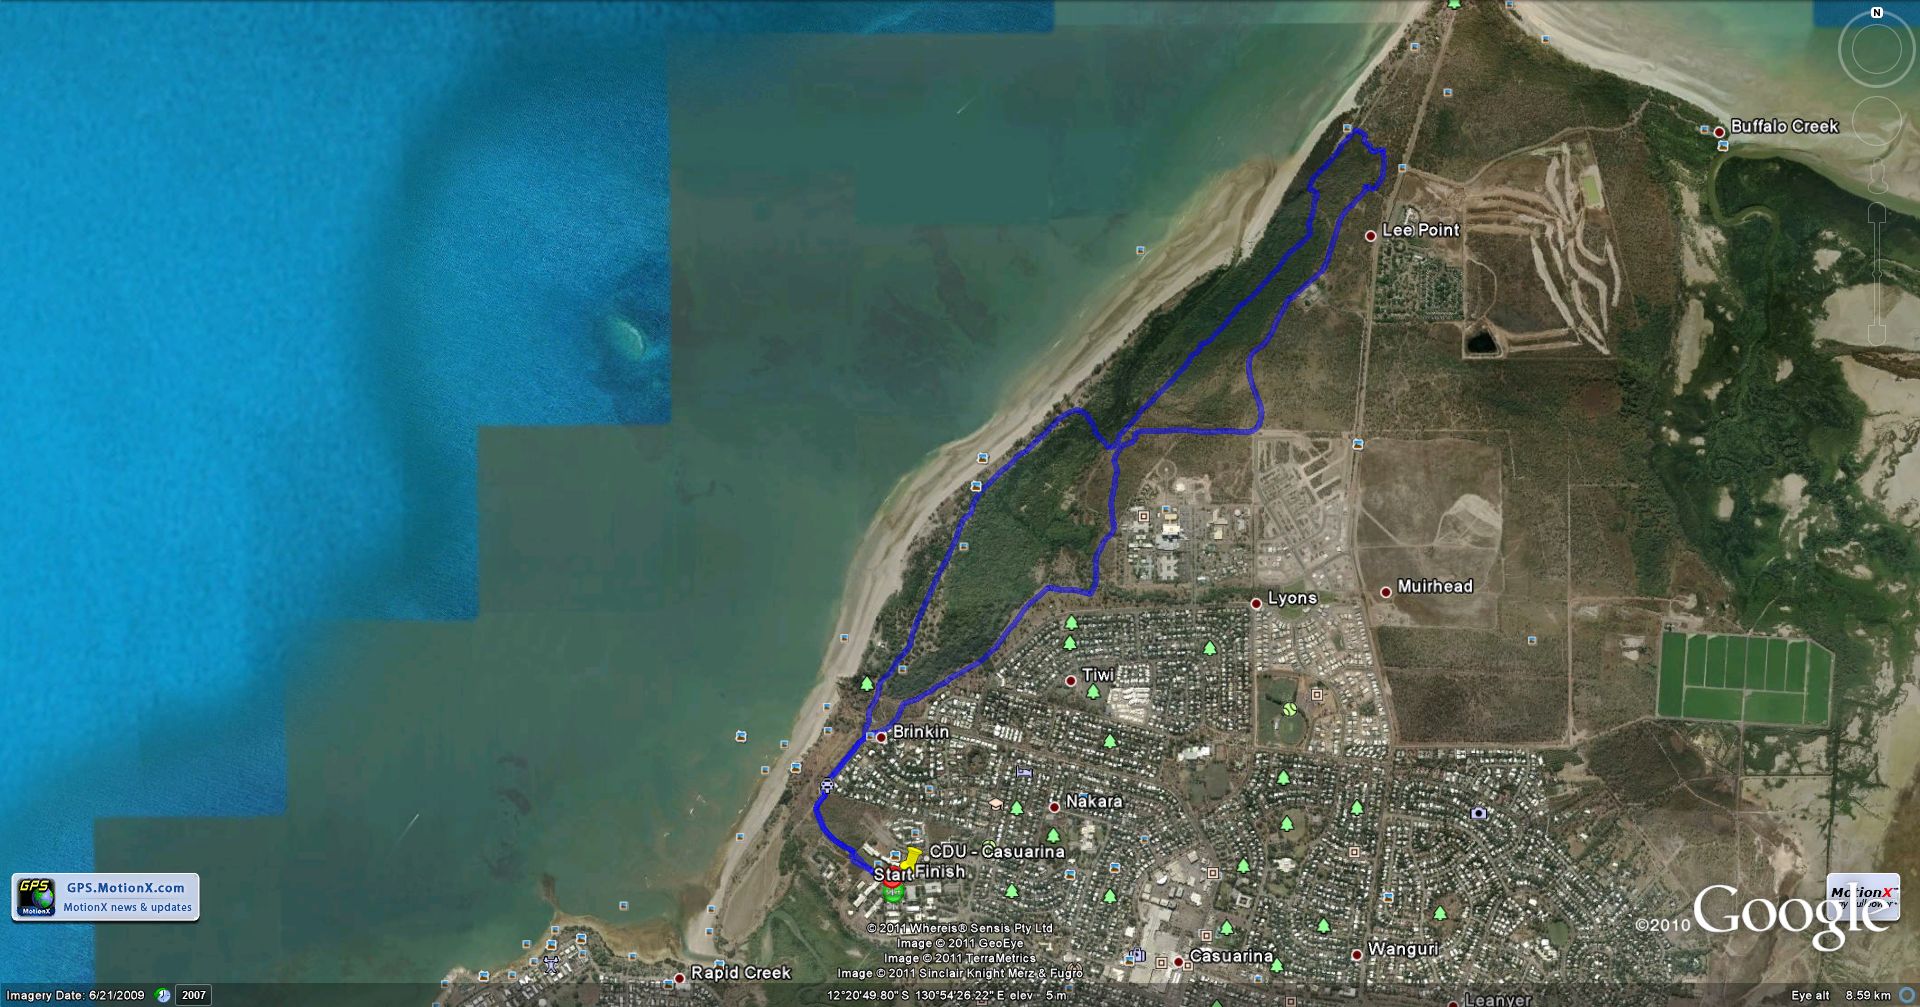 N
Buffalo Creek
Lee Point
Muirhead
Lyons
Tiwi
Brinkin
Nakara
CDU - Casuarina
Start Finish
GPS
MotionX
GPS.MotionX.com
MotionX news & updates
MotionX™
©2010 Google
© 2011 Whereis® Sensis Pty Ltd
Image © 2011 GeoEye
Image © 2011 TerraMetrics
Image © 2011 Sinclair Knight Merz & Fugro
Wanguri
Casuarina
Rapid Creek
Leanyer
Imagery Date: 6/21/2009
2007
12°20'49.80" S 130°54'26.22" E elev 5 m
Eye alt 8.59 km